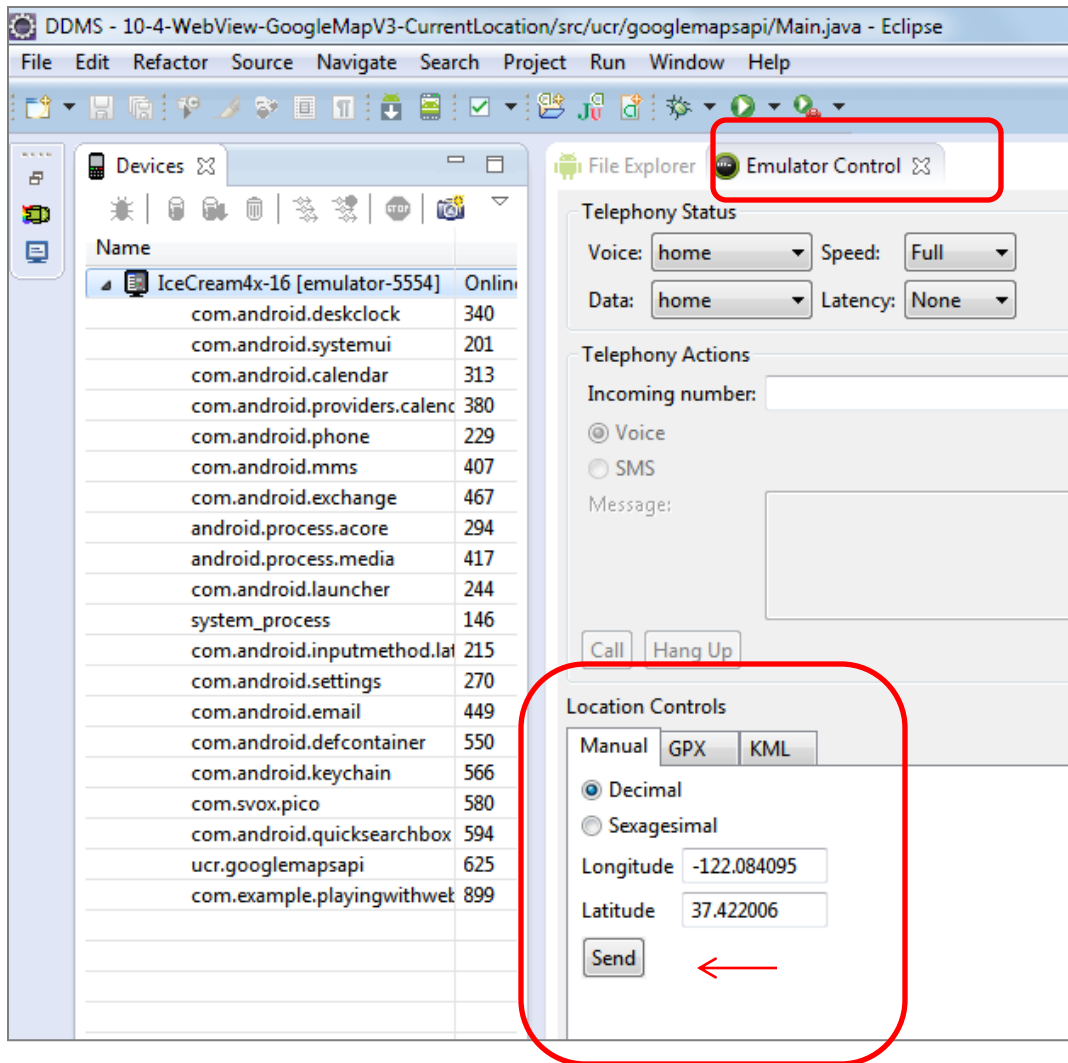 DDMS - 10-4-WebView-GoogleMapV3-CurrentLocation/src/ucr/googlemapsapi/Main.java - Eclipse
File Edit Refactor Source Navigate Search Project Run Window Help
Devices
Name
IceCream4x-16 [emulator-5554] Onlin
com.android.deskclock 340
com.android.systemui 201
com.android.calendar 313
com.android.providers.calenc 380
com.android.phone 229
com.android.mms 407
com.android.exchange 467
android.process.acore 294
android.process.media 417
com.android.launcher 244
system_process 146
com.android.inputmethod.lat 215
com.android.settings 270
com.android.email 449
com.android.defcontainer 550
com.android.keychain 566
com.svox.pico 580
com.android.quicksearchbox 594
ucr.googlemapsapi 625
com.example.playingwithwet 899
File Explorer Emulator Control
Telephony Status
Voice: home Speed: Full
Data: home Latency: None
Telephony Actions
Incoming number:
Voice
SMS
Message:
Call Hang Up
Location Controls
Manual GPX KML
Decimal
Sexagesimal
Longitude -122.084095
Latitude 37.422006
Send